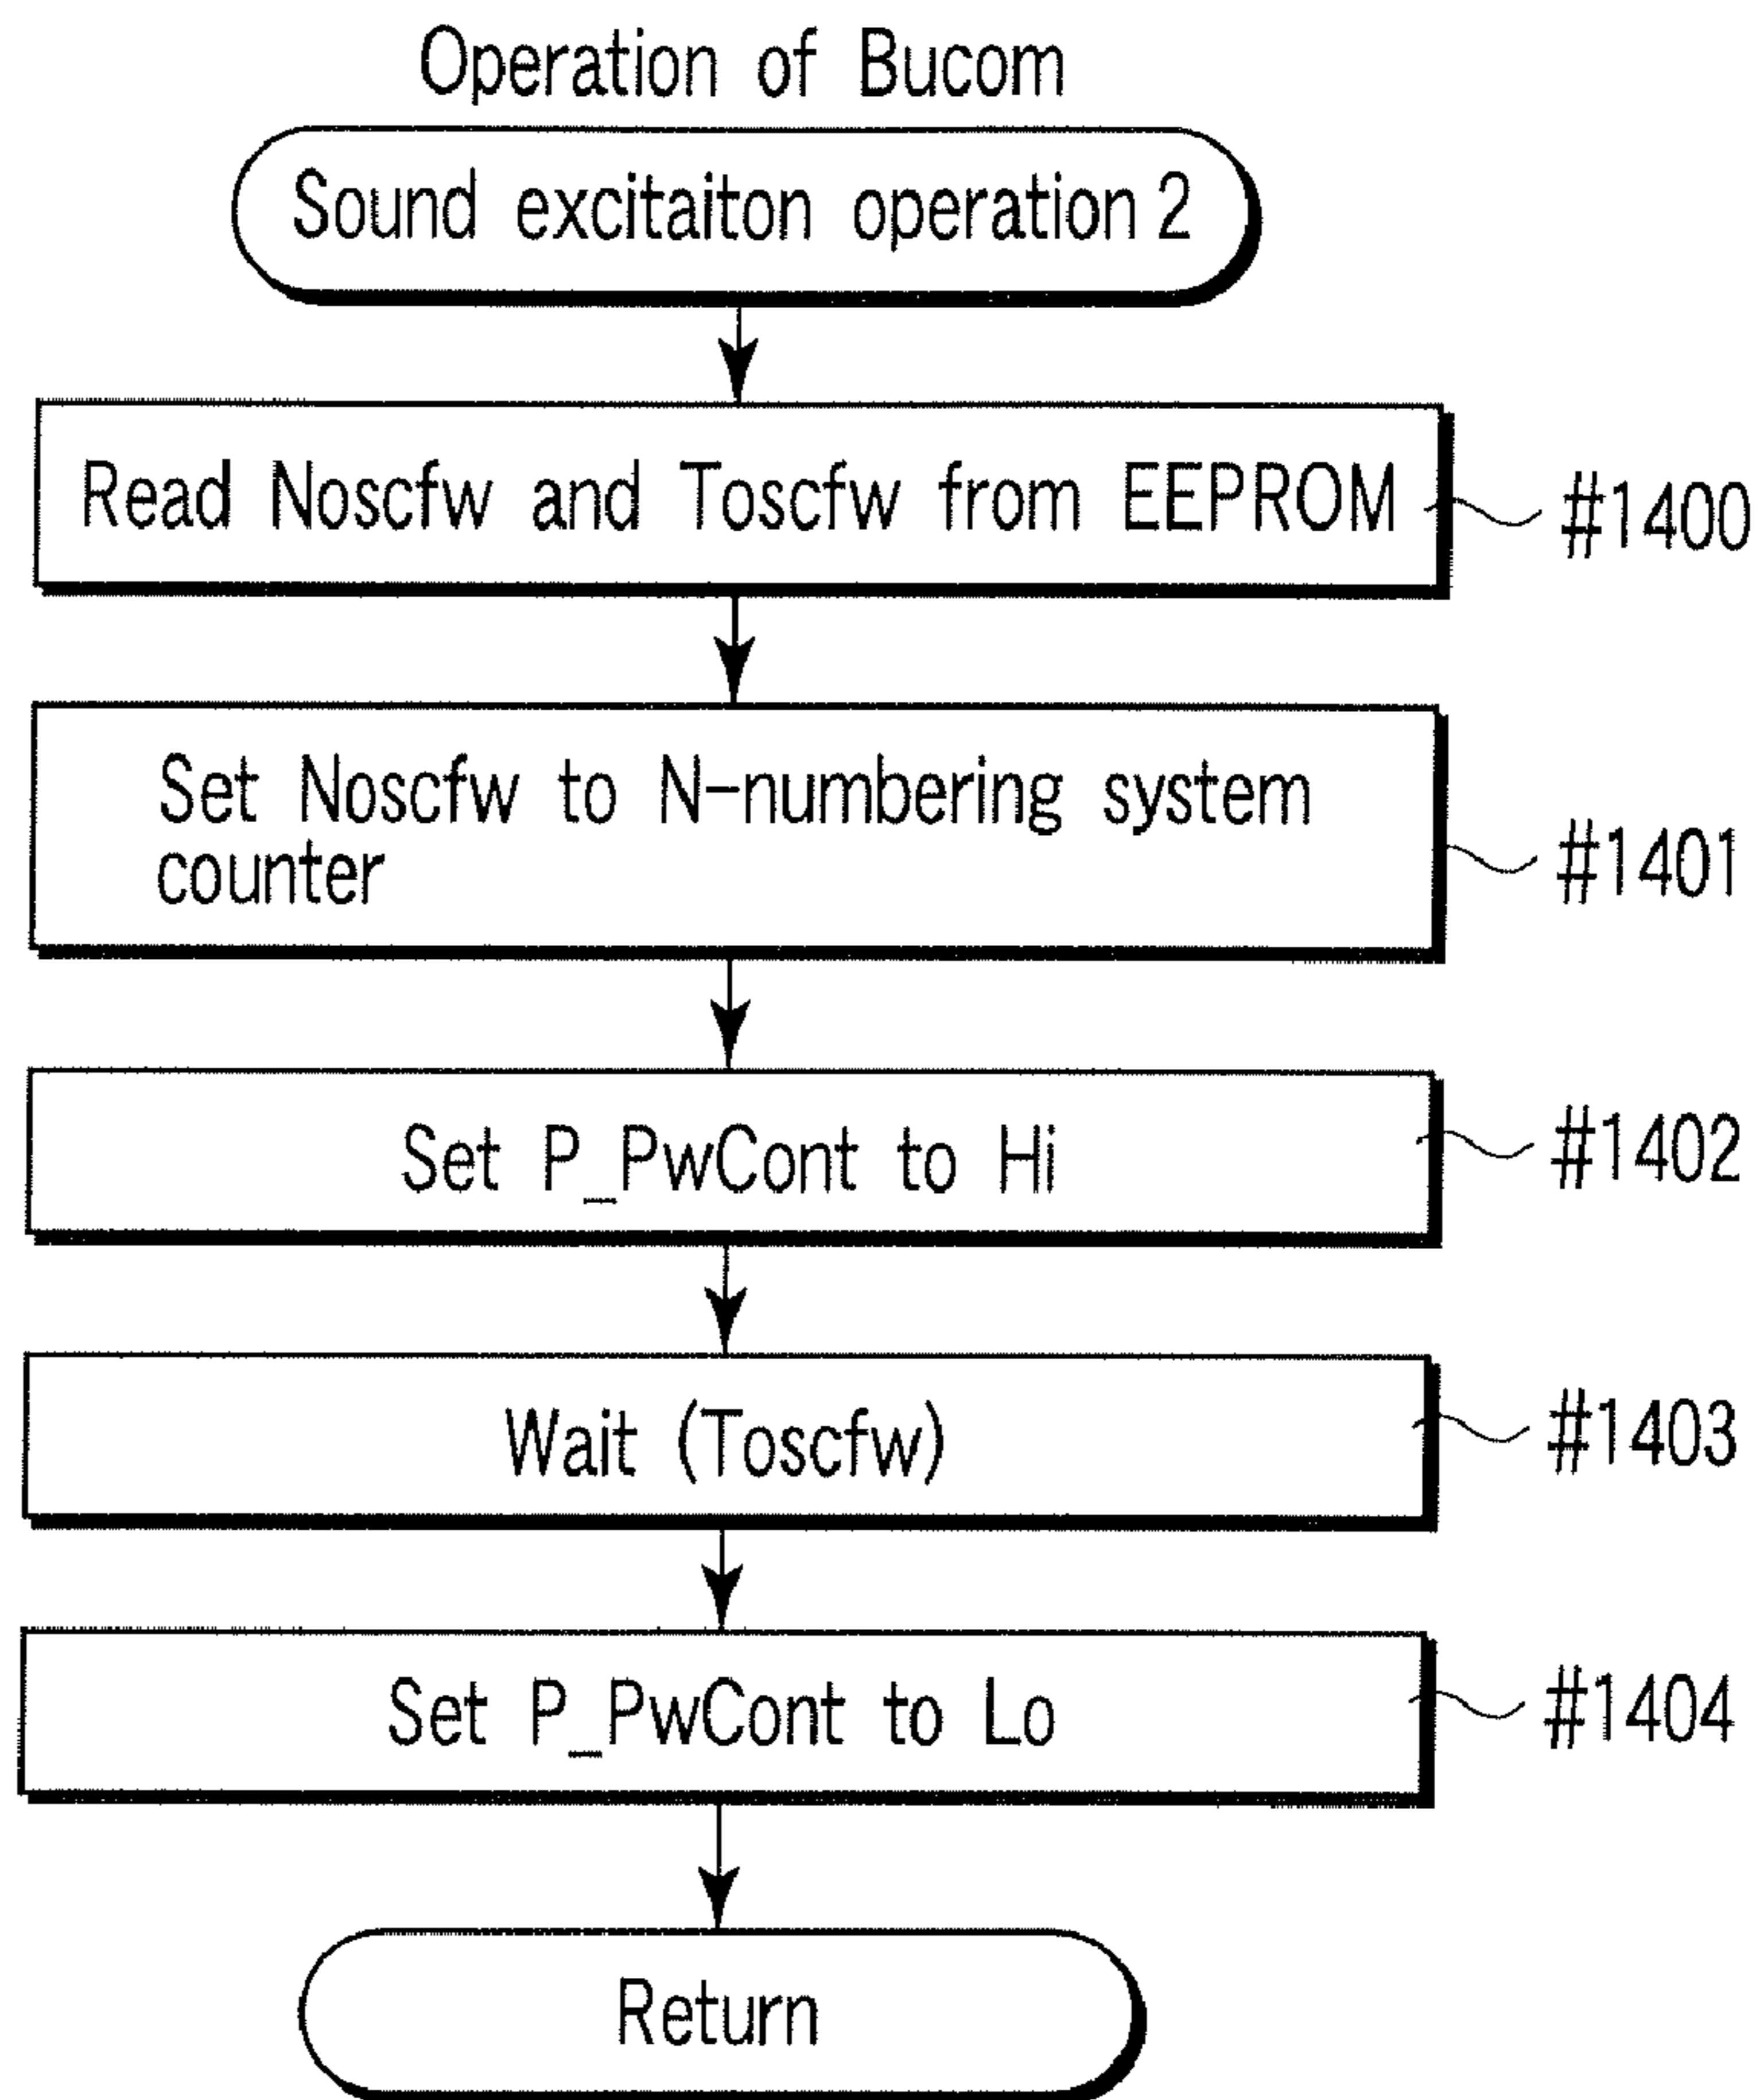 Operation of Bucom
Sound excitaiton operation 2
Read Noscfw and Toscfw from EEPROM
#1400
Set Noscfw to N-numbering system
counter
#1401
Set P_PwCont to Hi
#1402
Wait (Toscfw)
#1403
Set P_PwCont to Lo
#1404
Return